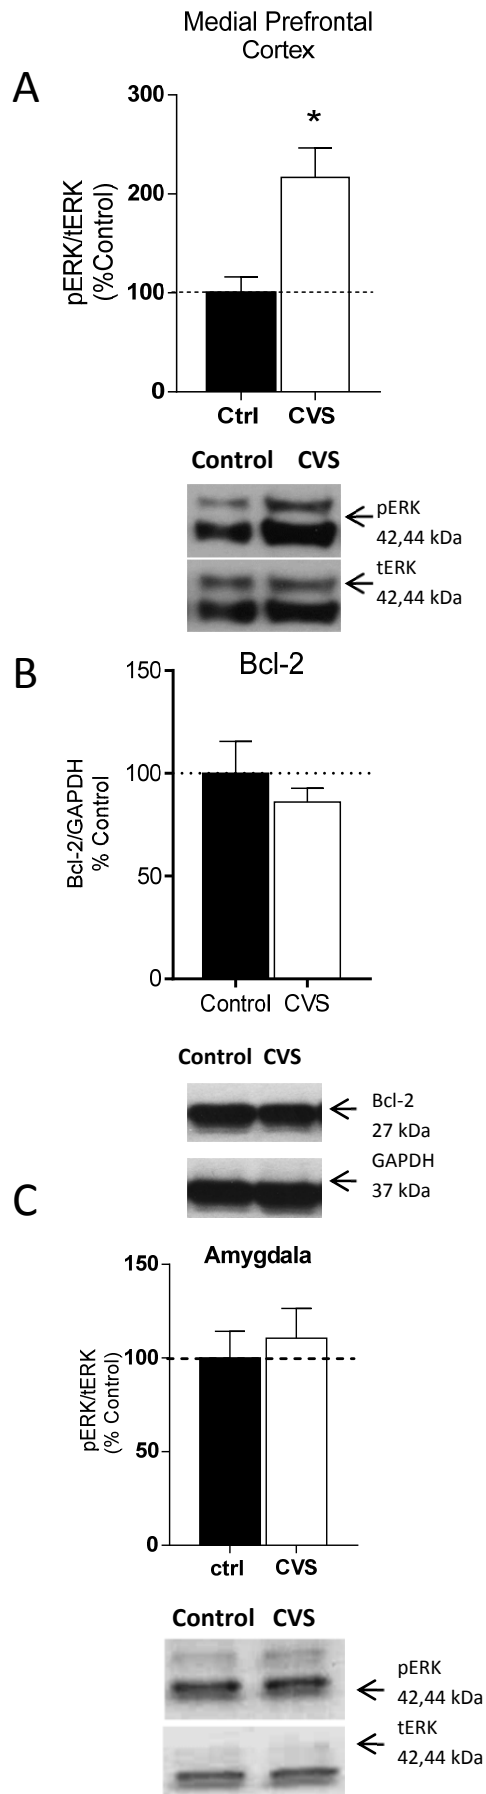 Medial Prefrontal
Cortex
A
pERK/tERK
(%Control)
300
200
100
0
*
Ctrl CVS
Control CVS
pERK
42,44 kDa
tERK
42,44 kDa
B
Bcl-2
Bcl-2/GAPDH
% Control
150
100
50
0
Control CVS
Control CVS
Bcl-2
27 kDa
GAPDH
37 kDa
C
Amygdala
pERK/tERK
(% Control)
150
100
50
0
ctrl CVS
Control CVS
pERK
42,44 kDa
tERK
42,44 kDa